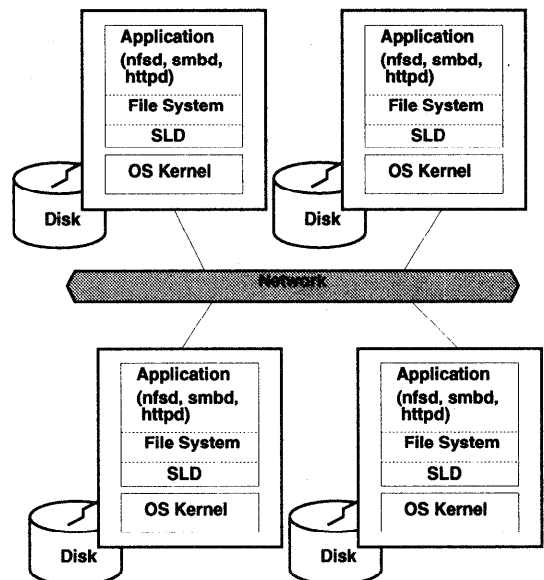 Application
(nfsd, smbd,
httpd)
File System
SLD
OS Kernel
Disk
Application
(nfsd, smbd,
httpd)
File System
SLD
OS Kernel
Disk
Network
Application
(nfsd, smbd,
httpd)
File System
SLD
OS Kernel
Disk
Application
(nfsd, smbd,
httpd)
File System
SLD
OS Kernel
Disk